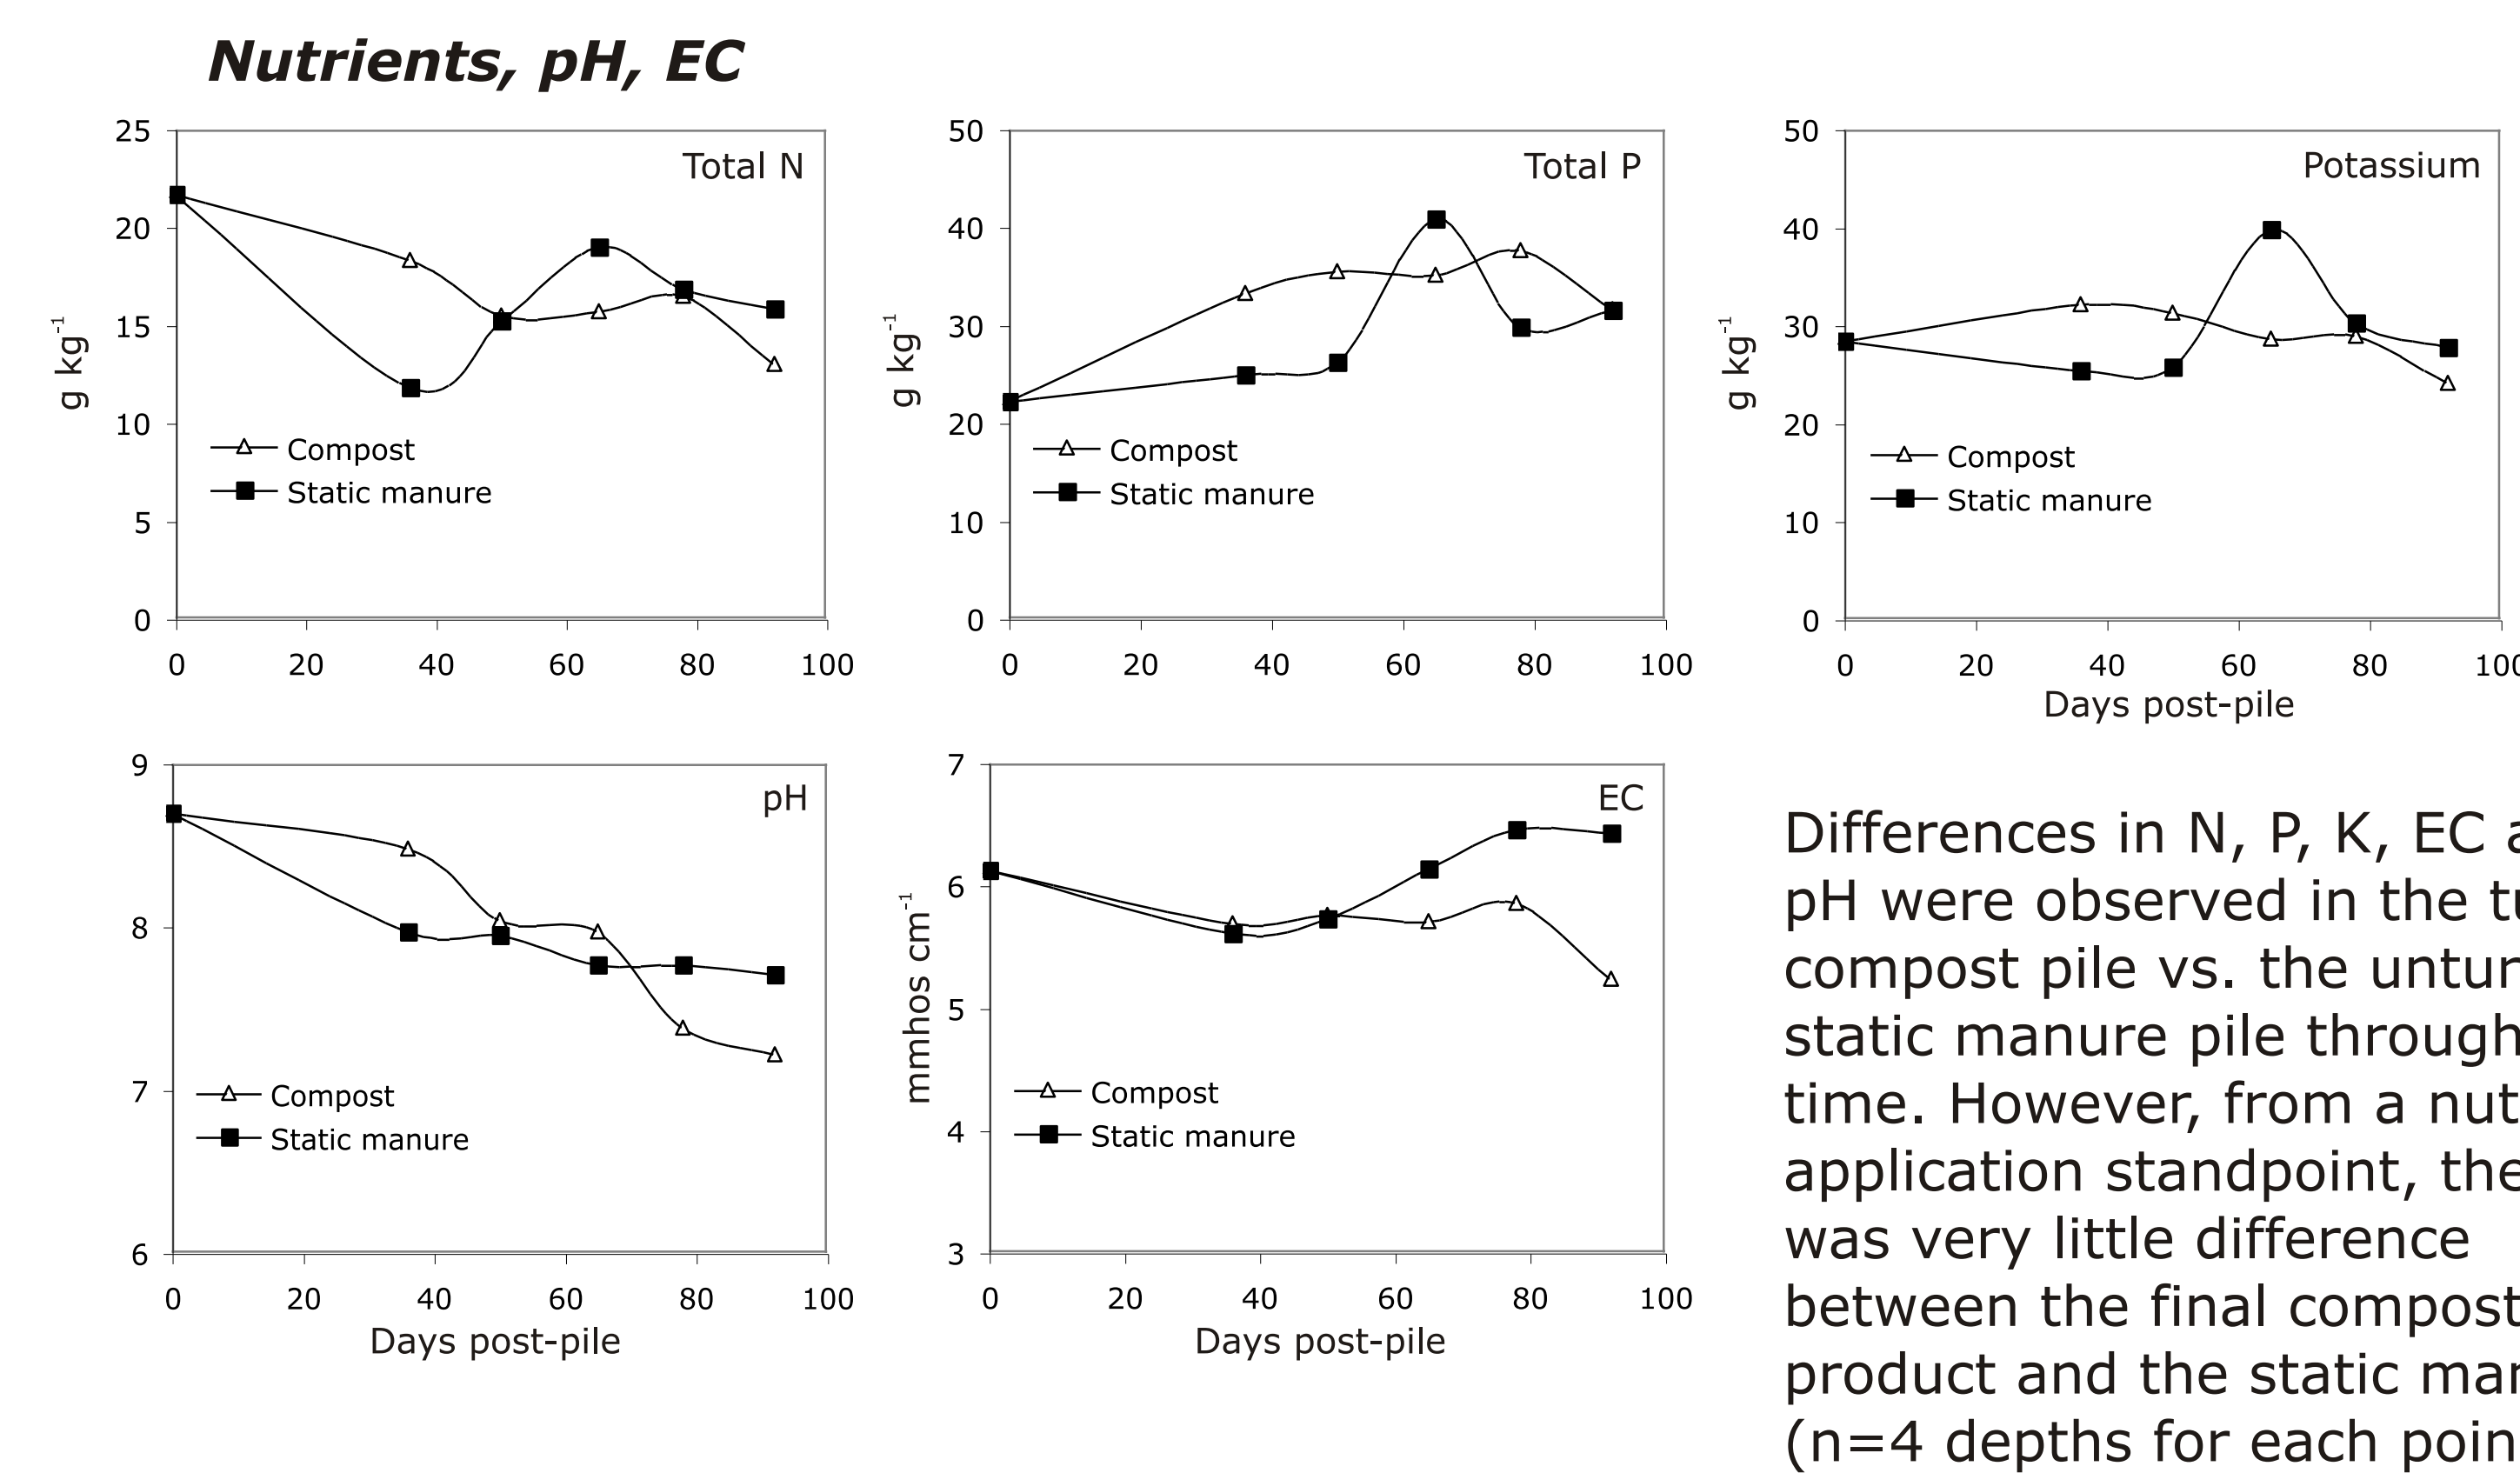 Nutrients, pH, EC
25
20
15
10
5
0
g kg-1
Total N
Compost
Static manure
0 20 40 60 80 100
50
40
30
20
10
0
g kg-1
Total P
Compost
Static manure
0 20 40 60 80 100
50
40
30
20
10
0
g kg-1
Potassium
Compost
Static manure
0 20 40 60 80
Days post-pile
9
8
7
6
pH
Compost
Static manure
0 20 40 60 80 100
Days post-pile
7
6
5
4
3
mmhos cm-1
EC
Compost
Static manure
0 20 40 60 80 100
Days post-pile
Differences in N, P, K, EC
pH were observed in the
compost pile vs. the
static manure pile
time. However, from a
application standpoint,
was very little difference
between the final compost
product and the static
(n=4 depths for each